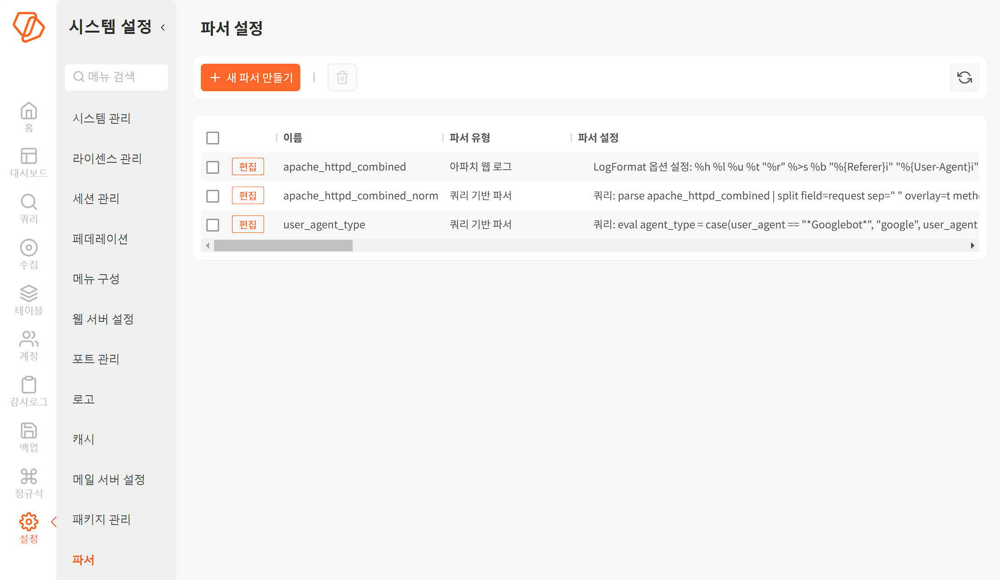 홈
대시보드
쿼리
수집
테이블
계정
감사로그
백업
정규식
설정
시스템 설정
메뉴 검색
시스템 관리
라이센스 관리
세션 관리
페데레이션
메뉴 구성
웹 서버 설정
포트 관리
로고
캐시
메일 서버 설정
패키지 관리
파서
파서 설정
새 파서 만들기
이름 파서 유형 파서 설정
편집 apache_httpd_combined 아파치 웹 로그 LogFormat 옵션 설정: %h %l %u %t "%r" %>s %b "%{Referer}i" "%{User-Agent}i"
편집 apache_httpd_combined_norm 쿼리 기반 파서 쿼리: parse apache_httpd_combined | split field=request sep=" " overlay=t
편집 user_agent_type 쿼리 기반 파서 쿼리: eval agent_type = case(user_agent == "*Googlebot*", "google", user_agent